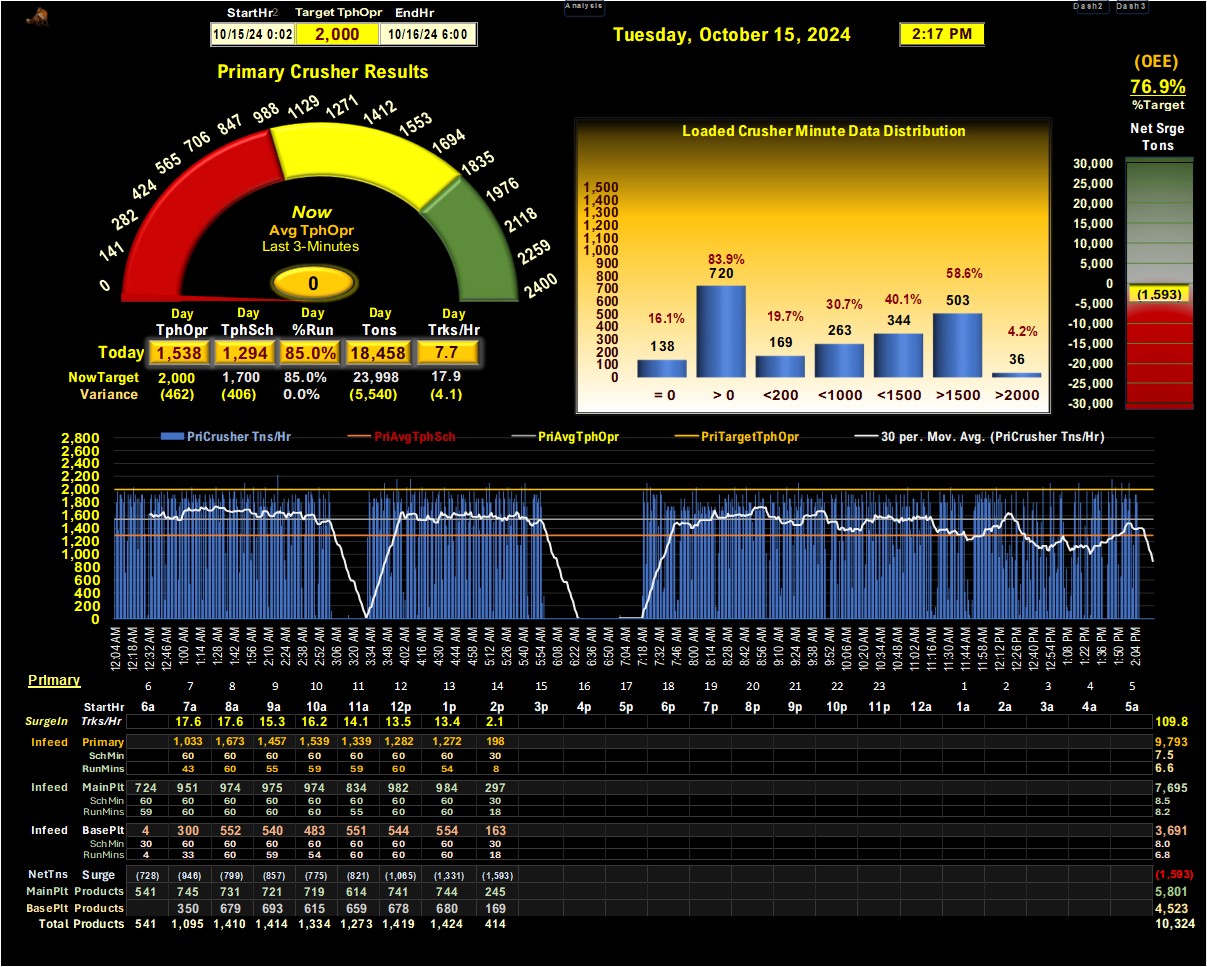 Analysis
Dash2 Dash3
StartHr2 Target TphOpr EndHr
10/15/24 0:02 2,000 10/16/24 6:00
Tuesday, October 15, 2024
2:17 PM
(OEE)
76.9%
%Target
Net Srge
Tons
30,000
25,000
20,000
15,000
10,000
5,000
0
(1,593)
-5,000
-10,000
-15,000
-20,000
-25,000
-30,000
Primary Crusher Results
0
141
282
424
565
706
847
988
1129
1271
1412
1553
1694
1835
1976
2118
2259
2400
Now
Avg TphOpr
Last 3-Minutes
0
Day Day Day Day Day
TphOpr TphSch %Run Tons Trks/Hr
Today 1,538 1,294 85.0% 18,458 7.7
NowTarget 2,000 1,700 85.0% 23,998 17.9
Variance (462) (406) 0.0% (5,540) (4.1)
Loaded Crusher Minute Data Distribution
1,500
1,400
1,300
1,200
1,100
1,000
900
800
700
600
500
400
300
200
100
0
16.1% 83.9% 19.7% 30.7% 40.1% 58.6% 4.2%
138 720 169 263 344 503 36
= 0 > 0 <200 <1000 <1500 >1500 >2000
PriCrusher Tns/Hr PriAvgTphSch PriAvgTphOpr PriTargetTphOpr 30 per. Mov. Avg. (PriCrusher Tns/Hr)
2,800
2,600
2,400
2,200
2,000
1,800
1,600
1,400
1,200
1,000
800
600
400
200
0
12:04 AM 12:18 AM 12:32 AM 12:46 AM 1:00 AM 1:14 AM 1:28 AM 1:42 AM 1:56 AM 2:10 AM 2:24 AM 2:38 AM 2:52 AM 3:06 AM 3:20 AM 3:34 AM 3:48 AM 4:02 AM 4:16 AM 4:30 AM 4:44 AM 4:58 AM 5:12 AM 5:26 AM 5:40 AM 5:54 AM 6:08 AM 6:22 AM 6:36 AM 6:50 AM 7:04 AM 7:18 AM 7:32 AM 7:46 AM 8:00 AM 8:14 AM 8:28 AM 8:42 AM 8:56 AM 9:10 AM 9:24 AM 9:38 AM 9:52 AM 10:06 AM 10:20 AM 10:34 AM 10:48 AM 11:02 AM 11:16 AM 11:30 AM 11:44 AM 11:58 AM 12:12 PM 12:26 PM 12:40 PM 12:54 PM 1:08 PM 1:22 PM 1:36 PM 1:50 PM 2:04 PM
Primary
6 7 8 9 10 11 12 13 14 15 16 17 18 19 20 21 22 23 1 2 3 4 5
StartHr 6a 7a 8a 9a 10a 11a 12p 1p 2p 3p 4p 5p 6p 7p 8p 9p 10p 11p 12a 1a 2a 3a 4a 5a
SurgeIn Trks/Hr 17.6 17.6 15.3 16.2 14.1 13.5 13.4 2.1 109.8
Infeed Primary 1,033 1,673 1,457 1,539 1,339 1,282 1,272 198 9,793
SchMin 60 60 60 60 60 60 60 30 7.5
RunMins 43 60 55 59 59 60 54 8 6.6
Infeed MainPlt 724 951 974 975 974 834 982 984 297 7,695
SchMin 60 60 60 60 60 60 60 60 30 8.5
RunMins 59 60 60 60 60 55 60 60 18 8.2
Infeed BasePlt 4 300 552 540 483 551 544 554 163 3,691
SchMin 30 60 60 60 60 60 60 60 30 8.0
RunMins 4 33 60 59 54 60 60 60 18 6.8
NetTns Surge (728) (946) (799) (857) (775) (821) (1,065) (1,331) (1,593) (1,593)
MainPlt Products 541 745 731 721 719 614 741 744 245 5,801
BasePlt Products 350 679 693 615 659 678 680 169 4,523
Total Products 541 1,095 1,410 1,414 1,334 1,273 1,419 1,424 414 10,324